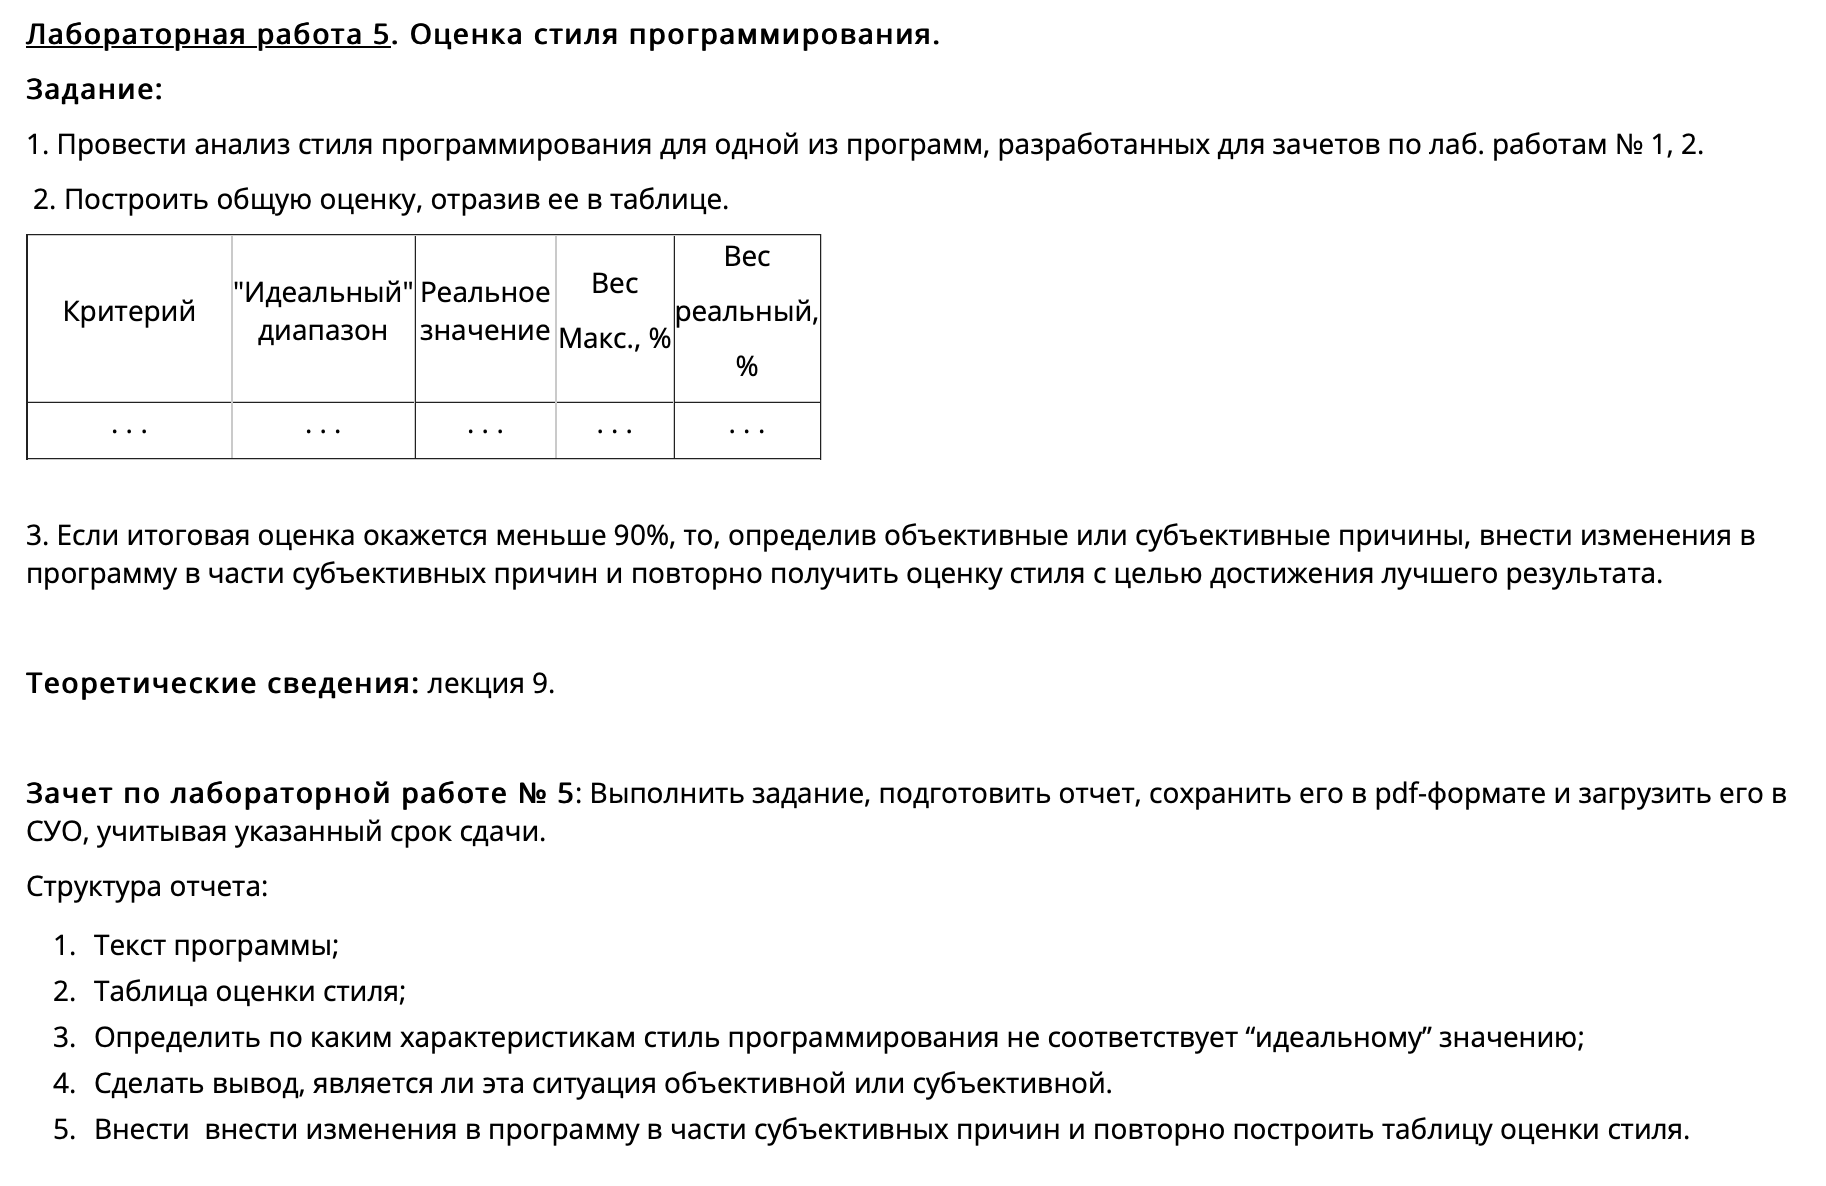 Лабораторная работа 5. Оценка стиля программирования.
Задание:
1. Провести анализ стиля программирования для одной из программ, разработанных для зачетов по лаб. работам № 1, 2.
2. Построить общую оценку, отразив ее в таблице.
Критерий
"Идеальный"
диапазон
Реальное
значение
Вес
Макс., %
Вес
реальный,
%
. . .
. . .
. . .
. . .
. . .
3. Если итоговая оценка окажется меньше 90%, то, определив объективные или субъективные причины, внести изменения в
программу в части субъективных причин и повторно получить оценку стиля с целью достижения лучшего результата.
Теоретические сведения: лекция 9.
Зачет по лабораторной работе № 5: Выполнить задание, подготовить отчет, сохранить его в pdf-формате и загрузить его в
СУО, учитывая указанный срок сдачи.
Структура отчета:
1. Текст программы;
2. Таблица оценки стиля;
3. Определить по каким характеристикам стиль программирования не соответствует “идеальному” значению;
4. Сделать вывод, является ли эта ситуация объективной или субъективной.
5. Внести  внести изменения в программу в части субъективных причин и повторно построить таблицу оценки стиля.